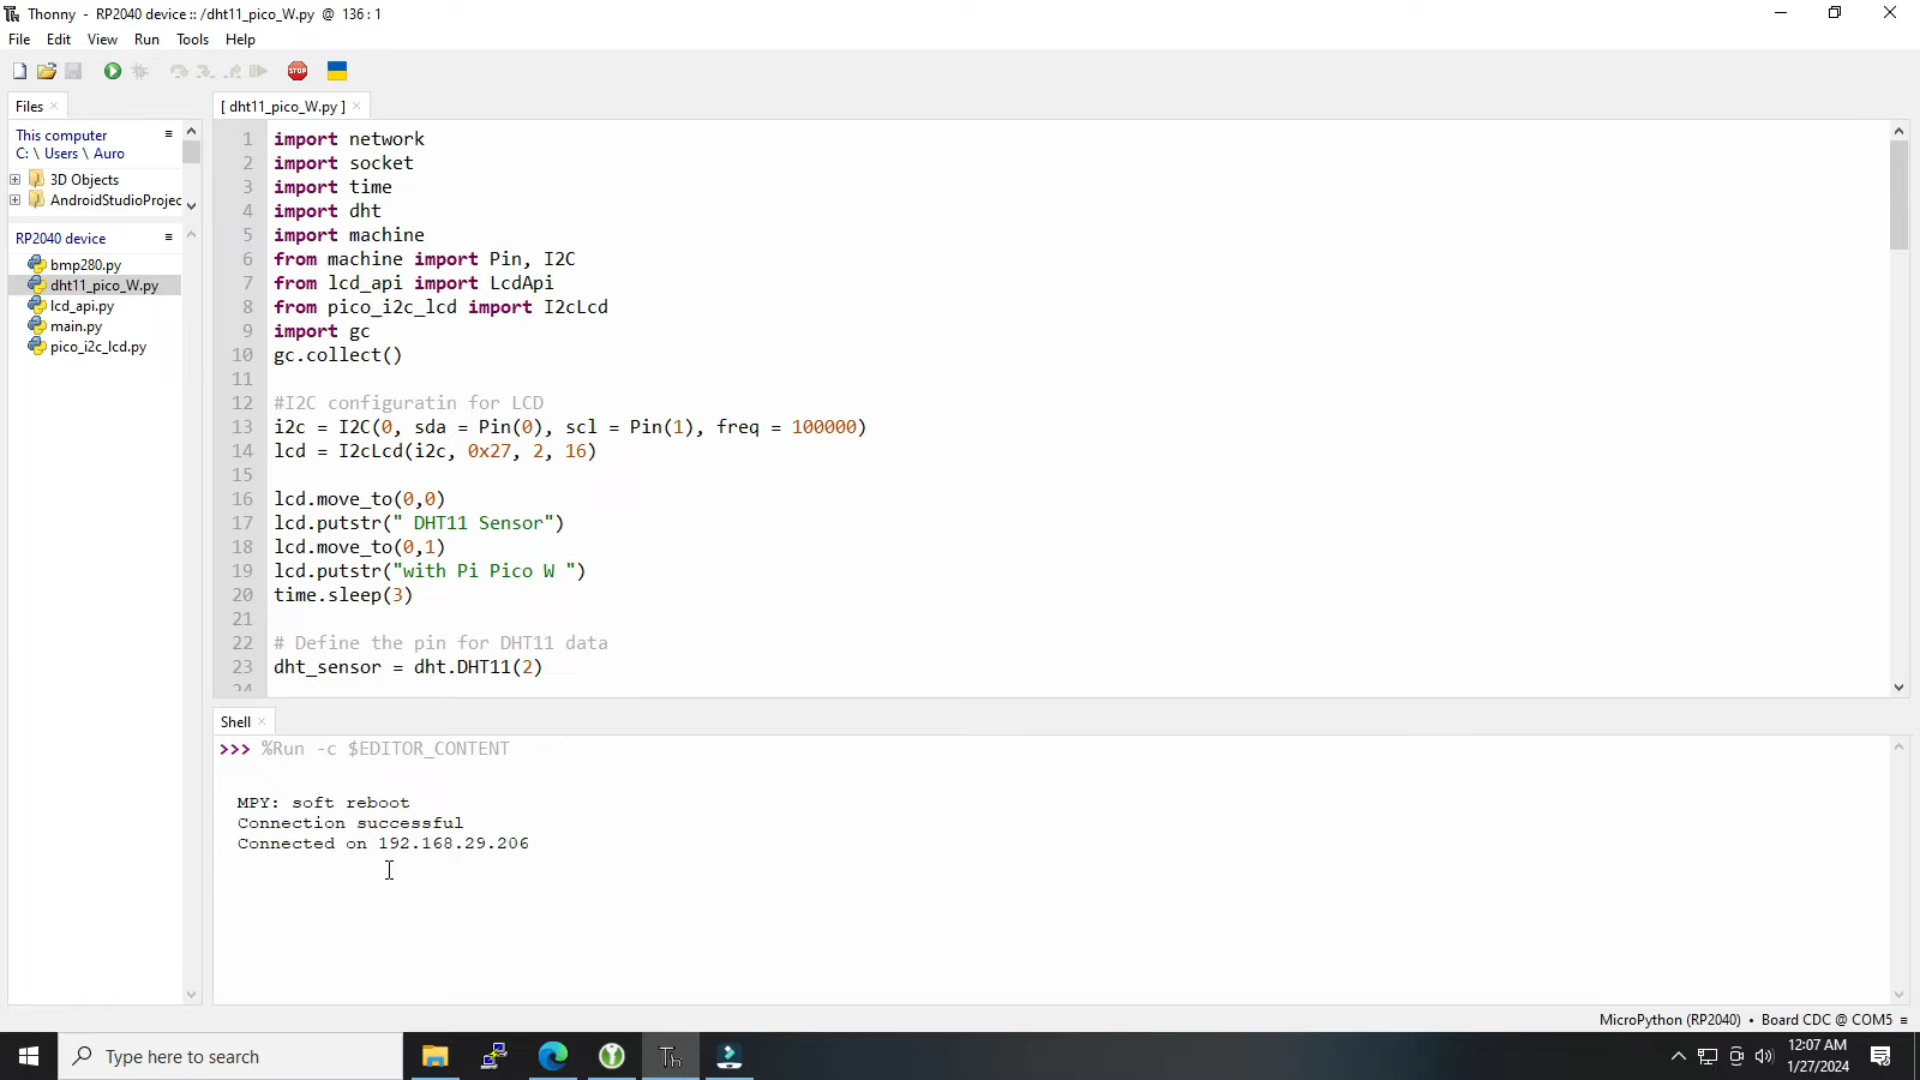 Thonny - RP2040 device :: /dht11_pico_W.py @ 136 : 1
File Edit View Run Tools Help
STOP
Files
[ dht11_pico_W.py ]
This computer
C: \ Users \ Auro
3D Objects
AndroidStudioProjec
RP2040 device
bmp280.py
dht11_pico_W.py
lcd_api.py
main.py
pico_i2c_lcd.py
1 import network
2 import socket
3 import time
4 import dht
5 import machine
6 from machine import Pin, I2C
7 from lcd_api import LcdApi
8 from pico_i2c_lcd import I2cLcd
9 import gc
10 gc.collect()
11
12 #I2C configuratin for LCD
13 i2c = I2C(0, sda = Pin(0), scl = Pin(1), freq = 100000)
14 lcd = I2cLcd(i2c, 0x27, 2, 16)
15
16 lcd.move_to(0,0)
17 lcd.putstr(" DHT11 Sensor")
18 lcd.move_to(0,1)
19 lcd.putstr("with Pi Pico W ")
20 time.sleep(3)
21
22 # Define the pin for DHT11 data
23 dht_sensor = dht.DHT11(2)
24
Shell
>>> %Run -c $EDITOR_CONTENT
MPY: soft reboot
Connection successful
Connected on 192.168.29.206
MicroPython (RP2040) • Board CDC @ COM5 ≡
Type here to search
Th
12:07 AM
1/27/2024